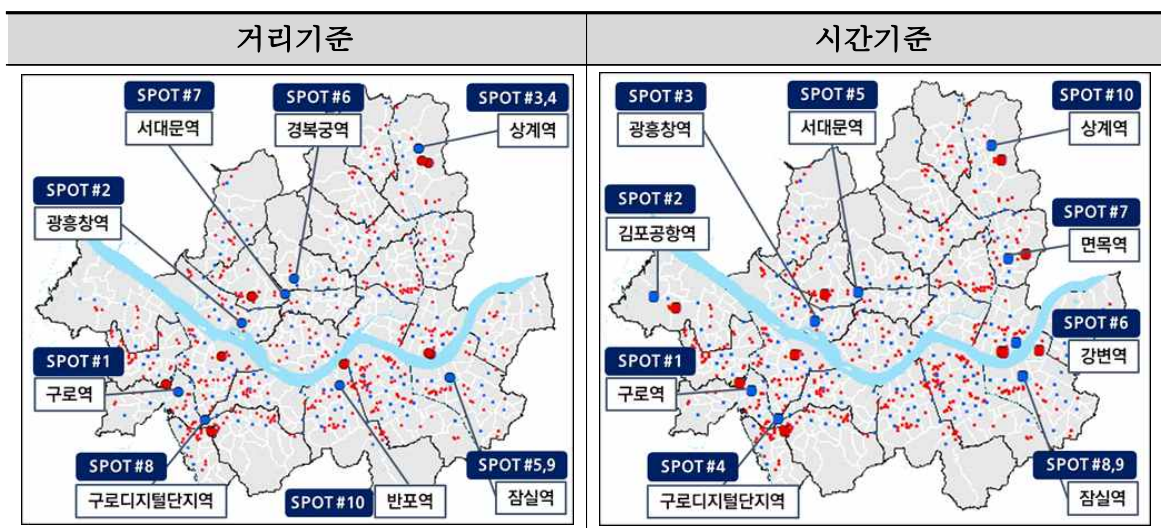 거리기준
시간기준
SPOT #7
서대문역
SPOT #6
경복궁역
SPOT #3,4
상계역
SPOT #2
광흥창역
SPOT #1
구로역
SPOT #8
구로디지털단지역
SPOT #10
반포역
SPOT #5,9
잠실역
SPOT #3
광흥창역
SPOT #5
서대문역
SPOT #10
상계역
SPOT #2
김포공항역
SPOT #7
면목역
SPOT #6
강변역
SPOT #1
구로역
SPOT #4
구로디지털단지역
SPOT #8,9
잠실역